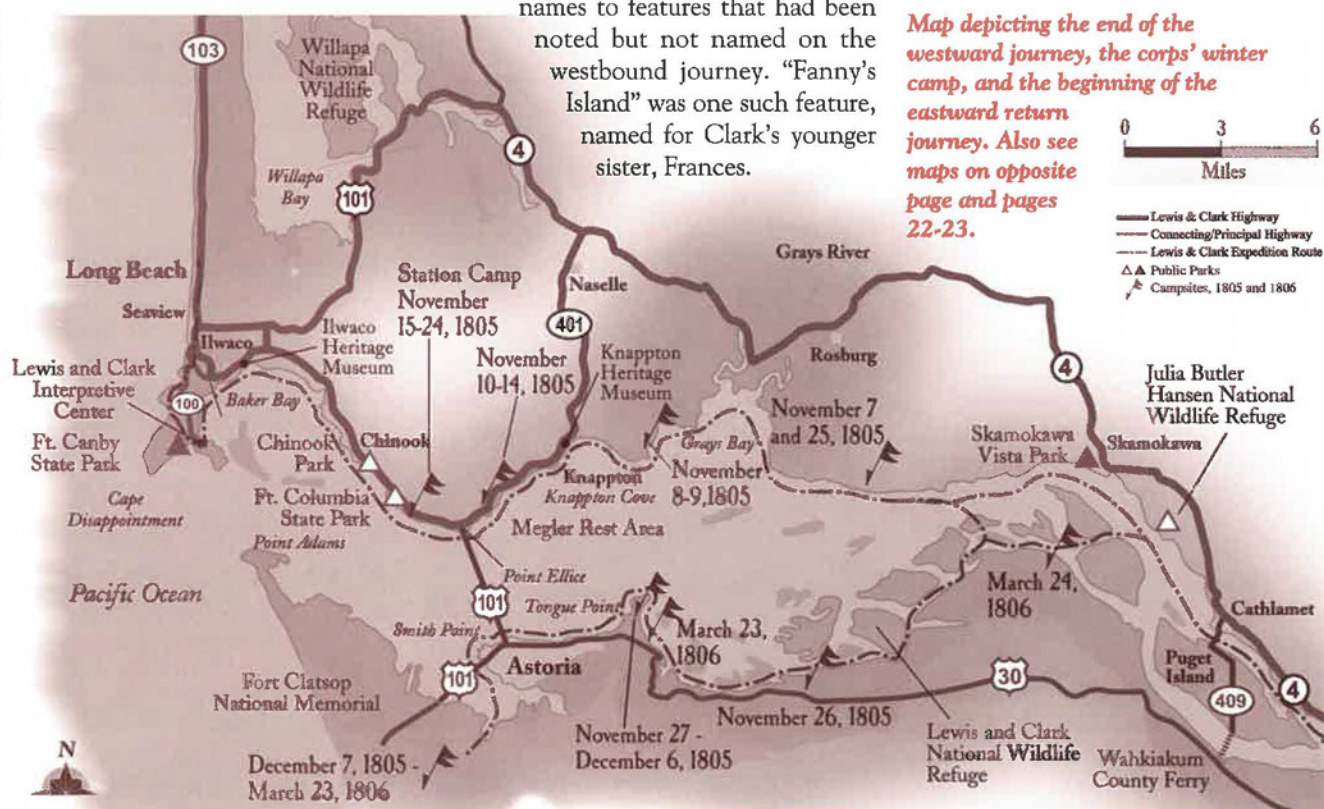 names to features that had been
noted but not named on the
westbound journey. “Fanny’s
Island” was one such feature,
named for Clark’s younger
sister, Frances.
Map depicting the end of the
westward journey, the corps’ winter
camp, and the beginning of the
eastward return
journey. Also see
maps on opposite
page and pages
22-23.
0 3 6
Miles
Lewis & Clark Highway
Connecting/Principal Highway
Lewis & Clark Expedition Route
Public Parks
Campsites, 1805 and 1806
103
Willapa
National
Wildlife
Refuge
Willapa
Bay
101
4
Long Beach
Seaview
Ilwaco
Ilwaco
Heritage
Museum
Station Camp
November
15-24, 1805
Naselle
401
November
10-14, 1805
Knappton
Heritage
Museum
Grays River
Rosburg
4
Julia Butler
Hansen National
Wildlife Refuge
Lewis and Clark
Interpretive
Center
100
Baker Bay
Ft. Canby
State Park
Chinook
Park
Chinook
Ft. Columbia
State Park
Cape
Disappointment
Point Adams
Knappton
Knappton Cove
Grays Bay
November
8-9,1805
November 7
and 25, 1805
Skamokawa
Vista Park
Skamokawa
Megler Rest Area
Pacific Ocean
Point Ellice
101
Tongue Point
Smith Point
Astoria
101
March 23,
1806
March 24,
1806
Cathlamet
Puget
Island
409
4
30
Fort Clatsop
National Memorial
November 26, 1805
November 27 -
December 6, 1805
Lewis and Clark
National Wildlife
Refuge
Wahkiakum
County Ferry
December 7, 1805 -
March 23, 1806
N